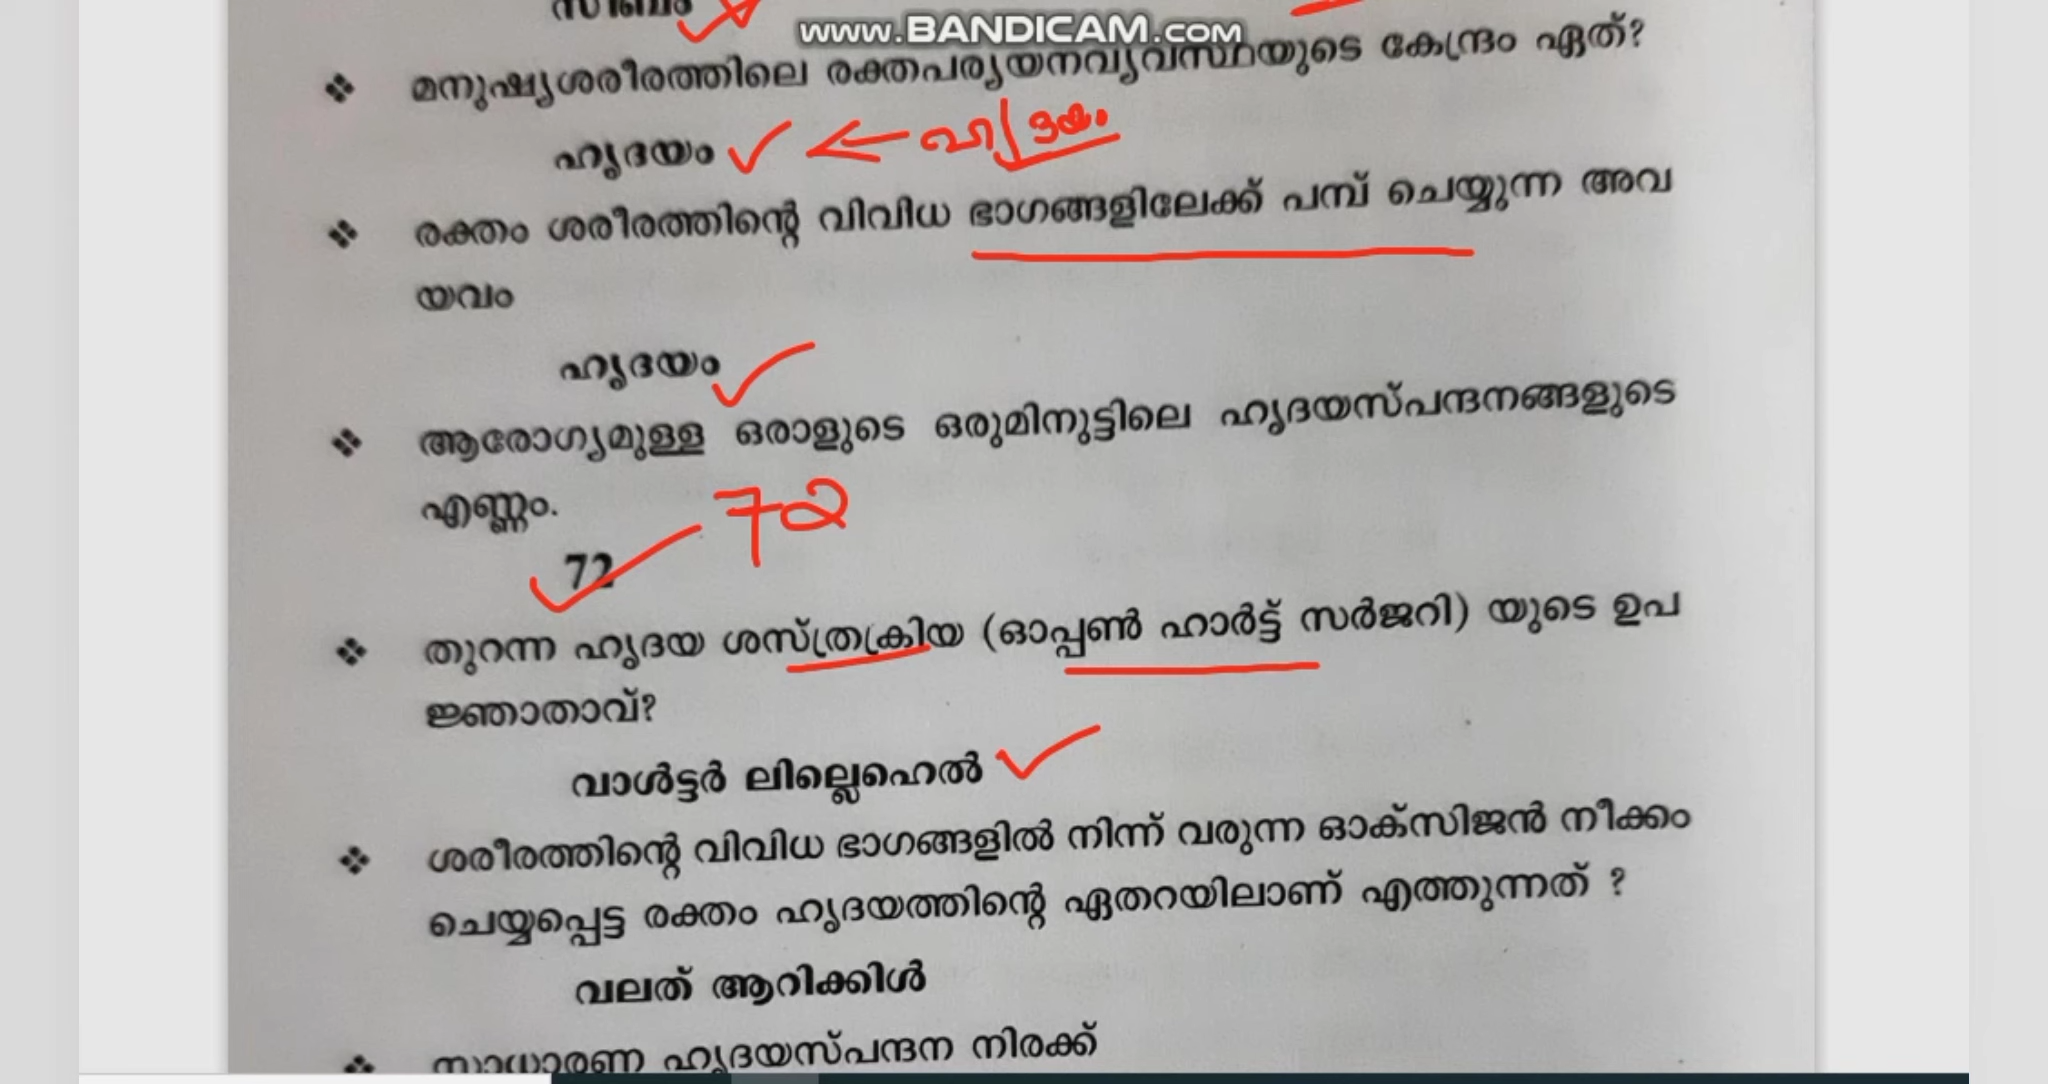 www.BANDICAM.com
❖ മനുഷ്യശരീരത്തിലെ രക്തപര്യയനവ്യവസ്ഥയുടെ കേന്ദ്രം ഏത്?
ഹൃദയം ഹൃദയം
❖ രക്തം ശരീരത്തിന്റെ വിവിധ ഭാഗങ്ങളിലേക്ക് പമ്പ് ചെയ്യുന്ന അവ
യവം
ഹൃദയം
❖ ആരോഗ്യമുള്ള ഒരാളുടെ ഒരുമിനുട്ടിലെ ഹൃദയസ്പന്ദനങ്ങളുടെ
എണ്ണം.
72
72
❖ തുറന്ന ഹൃദയ ശസ്ത്രക്രിയ (ഓപ്പൺ ഹാർട്ട് സർജറി) യുടെ ഉപ
ജ്ഞാതാവ്?
വാൾട്ടർ ലില്ലെഹെൽ
❖ ശരീരത്തിന്റെ വിവിധ ഭാഗങ്ങളിൽ നിന്ന് വരുന്ന ഓക്സിജൻ നീക്കം
ചെയ്യപ്പെട്ട രക്തം ഹൃദയത്തിന്റെ ഏതറയിലാണ് എത്തുന്നത് ?
വലത് ആറിക്കിൾ
❖ സാധാരണ ഹൃദയസ്പന്ദന നിരക്ക്